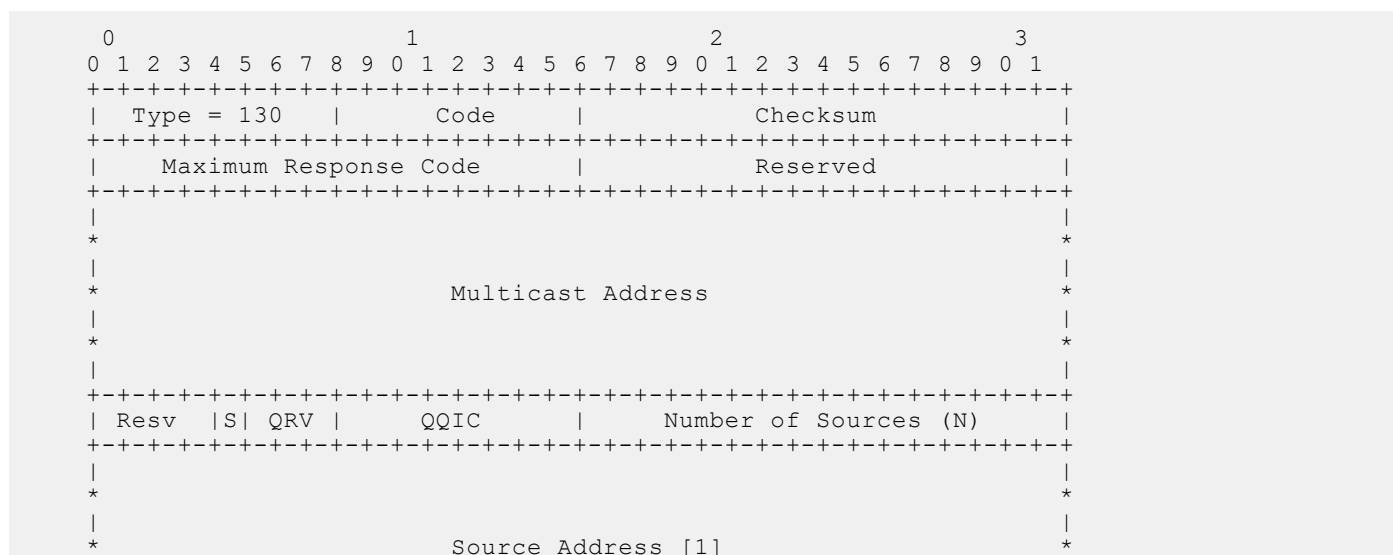 0                   1                   2                   3
 0 1 2 3 4 5 6 7 8 9 0 1 2 3 4 5 6 7 8 9 0 1 2 3 4 5 6 7 8 9 0 1
+-+-+-+-+-+-+-+-+-+-+-+-+-+-+-+-+-+-+-+-+-+-+-+-+-+-+-+-+-+-+-+-+
|  Type = 130   |      Code     |           Checksum            |
+-+-+-+-+-+-+-+-+-+-+-+-+-+-+-+-+-+-+-+-+-+-+-+-+-+-+-+-+-+-+-+-+
|    Maximum Response Code      |           Reserved            |
+-+-+-+-+-+-+-+-+-+-+-+-+-+-+-+-+-+-+-+-+-+-+-+-+-+-+-+-+-+-+-+-+
|                                                               |
*                                                               *
|                                                               |
*                       Multicast Address                       *
|                                                               |
*                                                               *
|                                                               |
+-+-+-+-+-+-+-+-+-+-+-+-+-+-+-+-+-+-+-+-+-+-+-+-+-+-+-+-+-+-+-+-+
| Resv  |S| QRV |     QQIC      |     Number of Sources (N)     |
+-+-+-+-+-+-+-+-+-+-+-+-+-+-+-+-+-+-+-+-+-+-+-+-+-+-+-+-+-+-+-+-+
|                                                               |
*                                                               *
|                                                               |
*                       Source Address [1]                      *